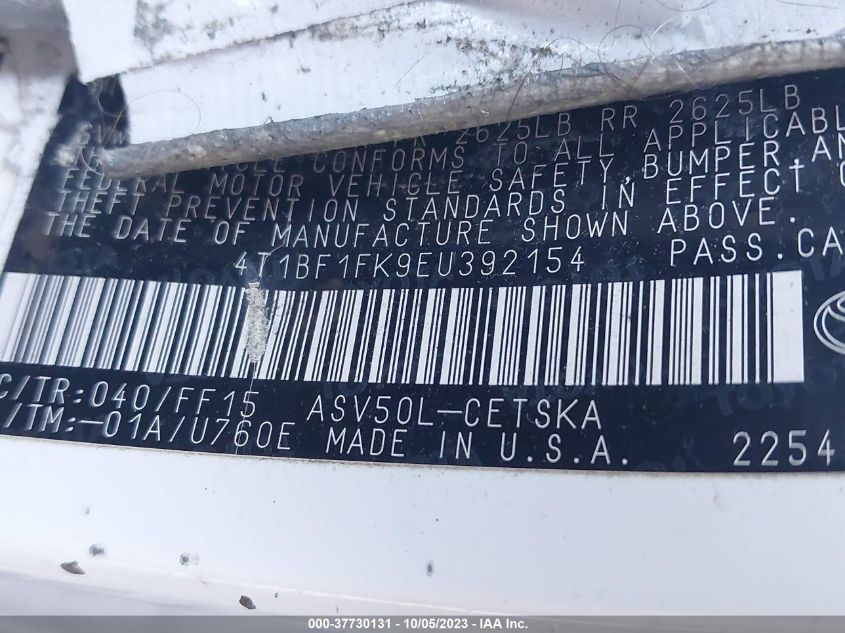 2625LB RR 2625LB
CONFORMS TO ALL APPLICABL
FEDERAL MOTOR VEHICLE SAFETY, BUMPER, AN
THEFT PREVENTION STANDARDS IN EFFECT O
THE DATE OF MANUFACTURE SHOWN ABOVE.
4T1BF1FK9EU392154 PASS.CA
C/TR:040/FF15 ASV50L-CETSKA
/TM:-01A/U760E MADE IN U.S.A. 2254
000-37730131 - 10/05/2023 - IAA Inc.